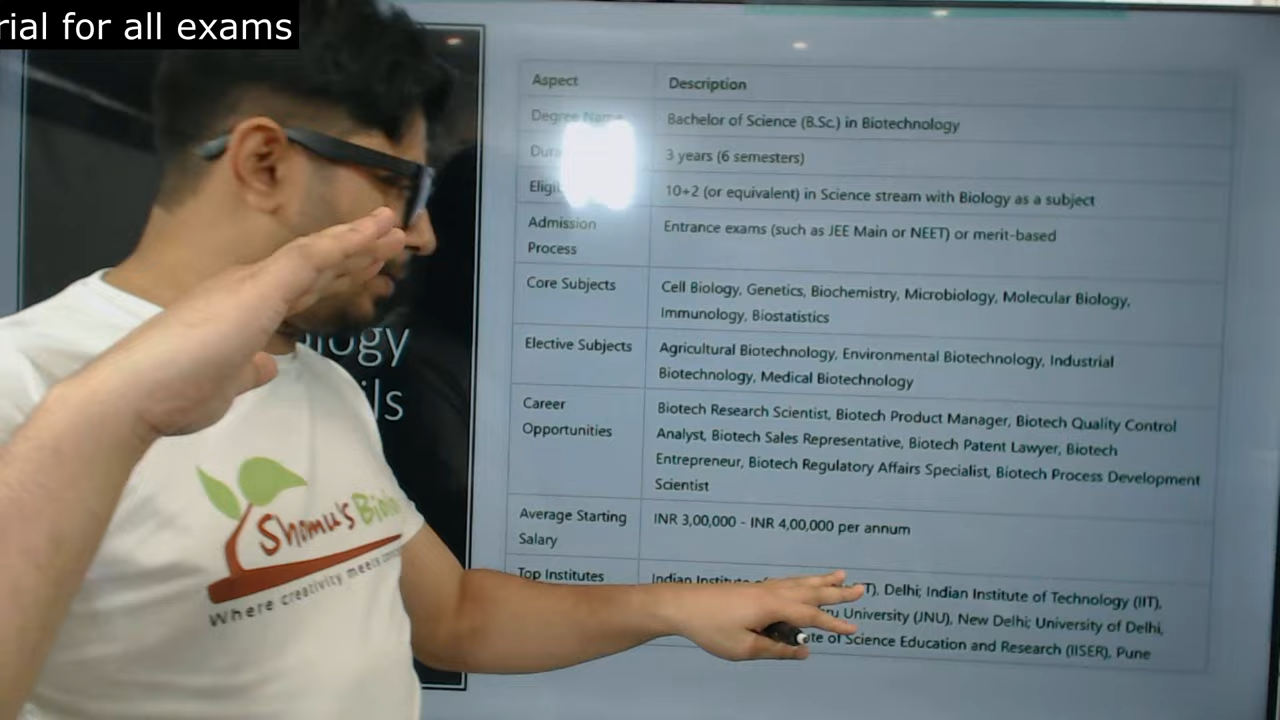 rial for all exams
Aspect Description
Degree Name Bachelor of Science (B.Sc.) in Biotechnology
3 years (6 semesters)
10+2 (or equivalent) in Science stream with Biology as a subject
Admission Process Entrance exams (such as JEE Main or NEET) or merit-based
Core Subjects Cell Biology, Genetics, Biochemistry, Microbiology, Molecular Biology,
Immunology, Biostatistics
Elective Subjects Agricultural Biotechnology, Environmental Biotechnology, Industrial
Biotechnology, Medical Biotechnology
Career Opportunities Biotech Research Scientist, Biotech Product Manager, Biotech Quality Control
Analyst, Biotech Sales Representative, Biotech Patent Lawyer, Biotech
Entrepreneur, Biotech Regulatory Affairs Specialist, Biotech Process Development
Scientist
Average Starting Salary INR 3,00,000 - INR 4,00,000 per annum
Top Institutes Indian Delhi; Indian Institute of Technology (IIT),
University (JNU), New Delhi; University of Delhi,
of Science Education and Research (IISER), Pune
Shomu's
Where creativity meets